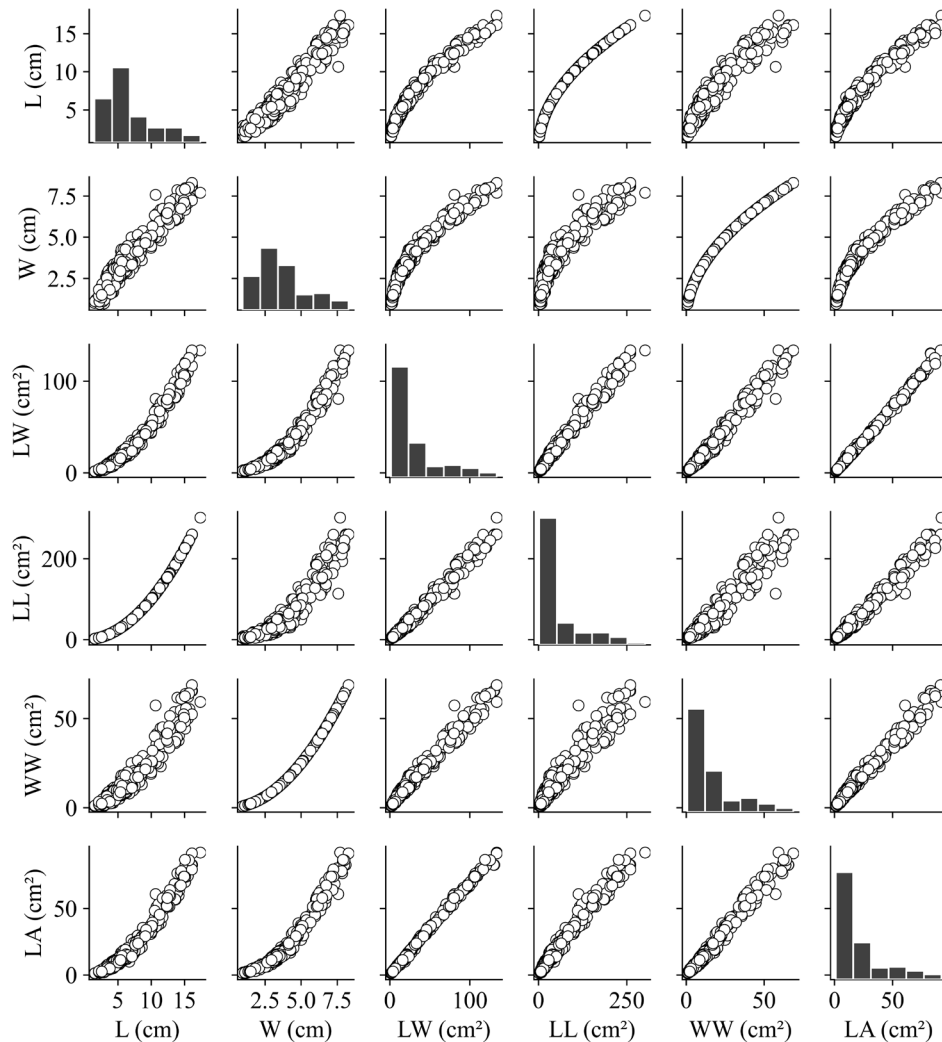 L (cm)
15
10
5
W (cm)
7.5
5.0
2.5
LW (cm²)
100
0
LL (cm²)
200
0
WW (cm²)
50
0
LA (cm²)
50
0
5 10 15 2.5 5.0 7.5 0 100 0 250 0 50 0 50
L (cm) W (cm) LW (cm²) LL (cm²) WW (cm²) LA (cm²)